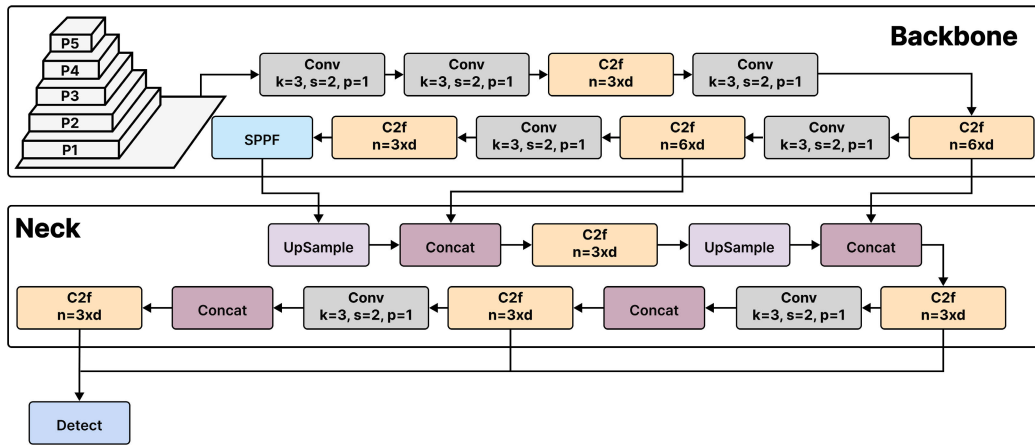 Backbone
P5
P4
P3
P2
P1
Conv
k=3, s=2, p=1
Conv
k=3, s=2, p=1
C2f
n=3xd
Conv
k=3, s=2, p=1
SPPF
C2f
n=3xd
Conv
k=3, s=2, p=1
C2f
n=6xd
Conv
k=3, s=2, p=1
C2f
n=6xd
Neck
UpSample
Concat
C2f
n=3xd
UpSample
Concat
C2f
n=3xd
Concat
Conv
k=3, s=2, p=1
C2f
n=3xd
Concat
Conv
k=3, s=2, p=1
C2f
n=3xd
Detect